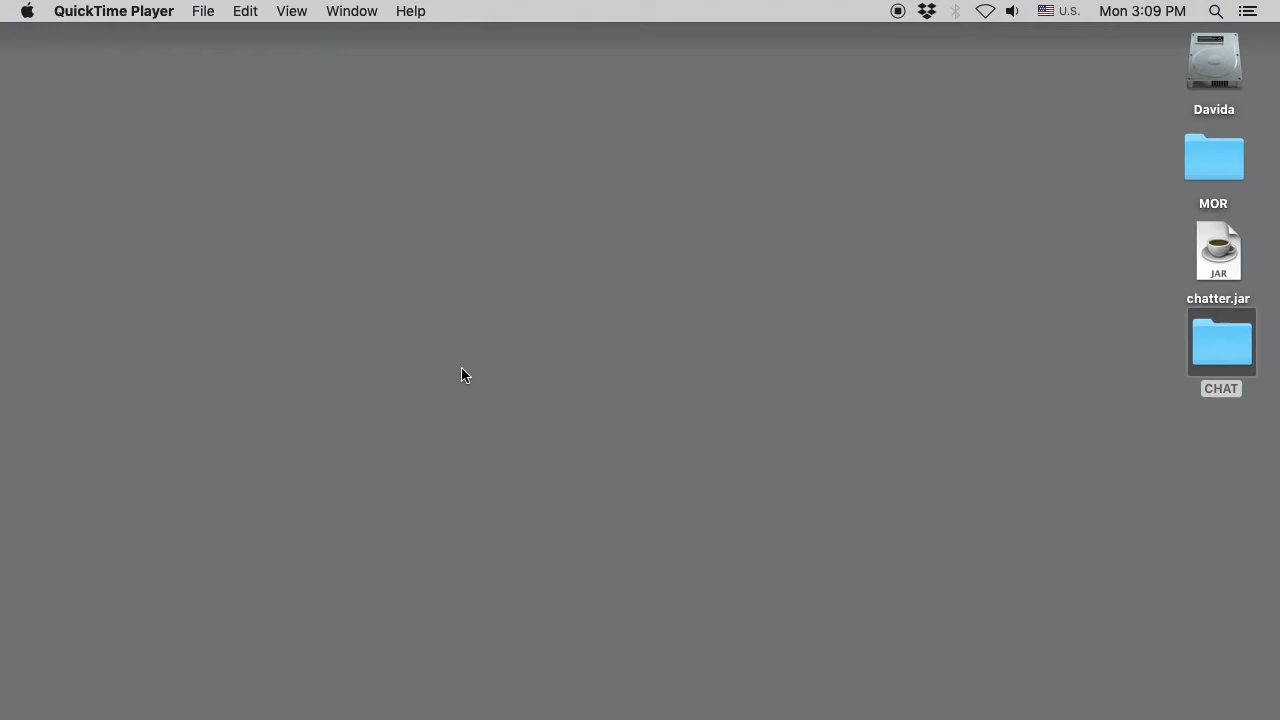 QuickTime Player File Edit View Window Help U.S. Mon 3:09 PM
Davida
MOR
JAR
chatter.jar
CHAT